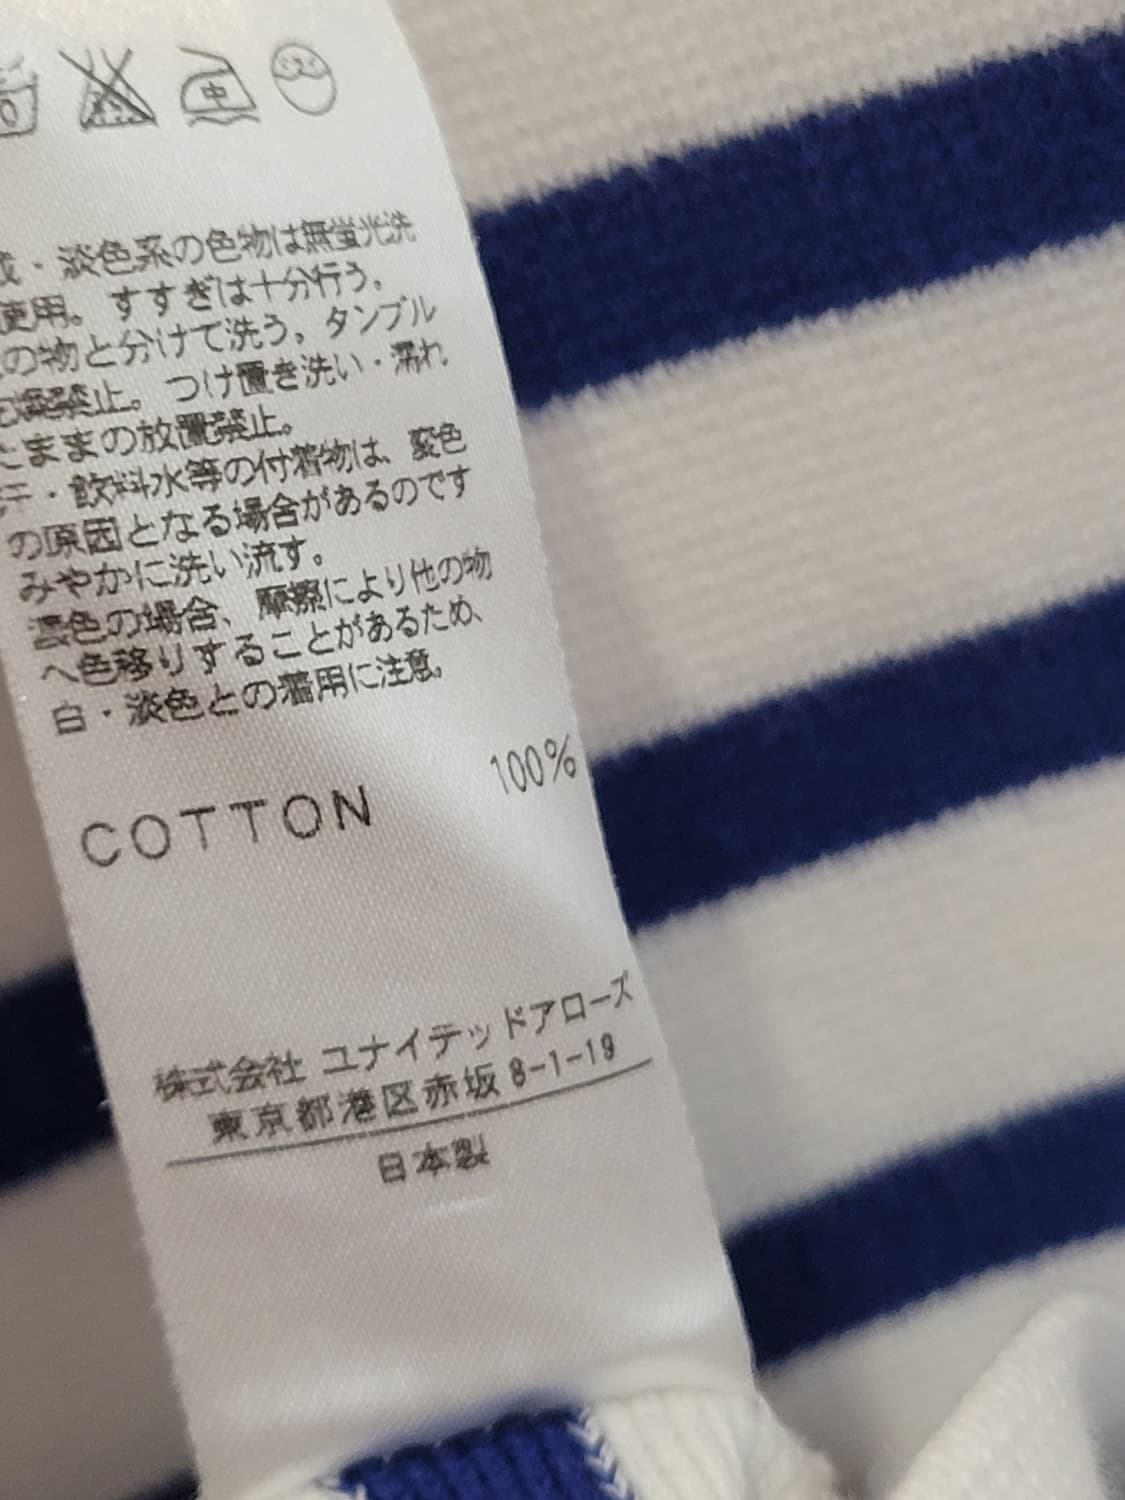 中
・淡色系の色物は無蛍光洗
使用。すすぎは十分行う。
の物と分けて洗う。タンブル
乾燥禁止。つけ置き洗い・濡れ
たままの放置禁止。
汗・飲料水等の付着物は、変色
の原因となる場合があるのです
みやかに洗い流す。
濃色の場合、摩擦により他の物
へ色移りすることがあるため、
白・淡色との着用に注意。
COTTON 100%
株式会社 ユナイテッドアローズ
東京都港区赤坂 8-1-19
日本製